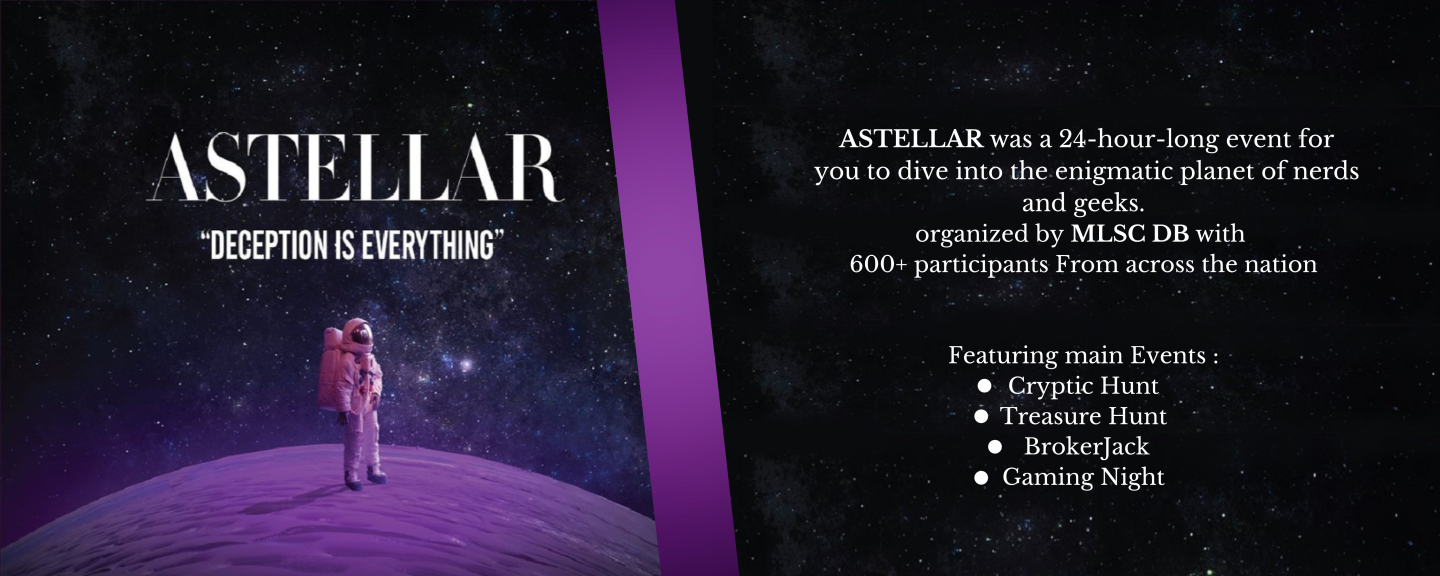 ASTELLAR
“DECEPTION IS EVERYTHING”
ASTELLAR was a 24-hour-long event for
you to dive into the enigmatic planet of nerds
and geeks.
organized by MLSC DB with
600+ participants From across the nation
Featuring main Events :
● Cryptic Hunt
● Treasure Hunt
● BrokerJack
● Gaming Night